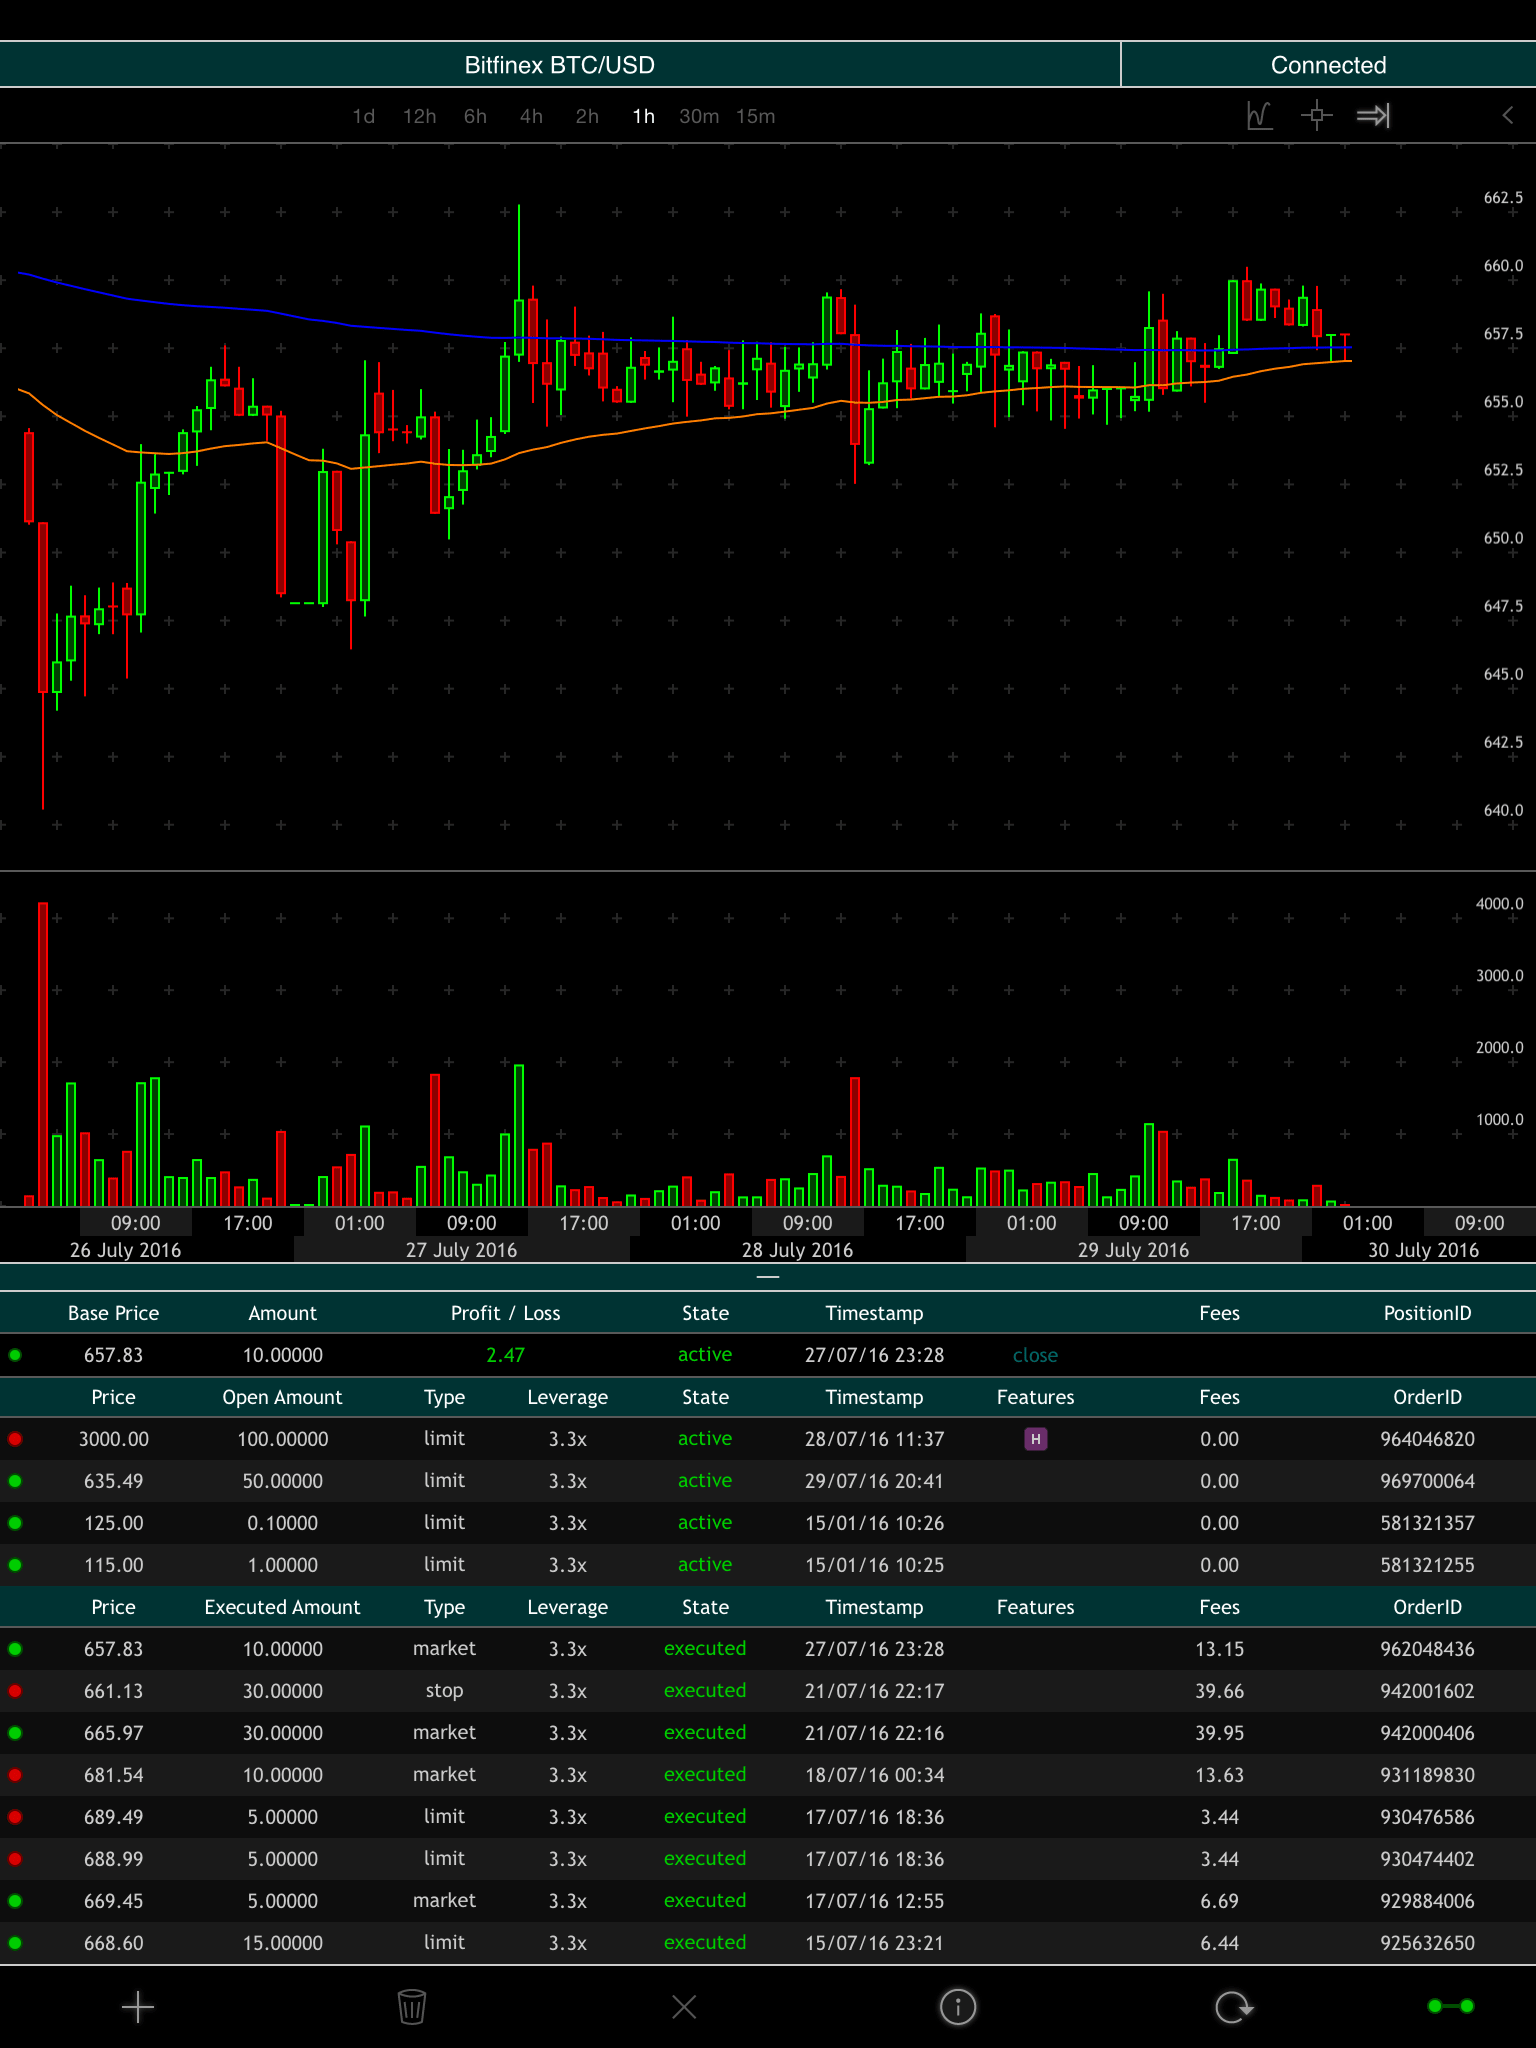 Bitfinex BTC/USD Connected
1d 12h 6h 4h 2h 1h 30m 15m
662.5
660.0
657.5
655.0
652.5
650.0
647.5
645.0
642.5
640.0
4000.0
3000.0
2000.0
1000.0
09:00 17:00 01:00 09:00 17:00 01:00 09:00 17:00 01:00 09:00 17:00 01:00 09:00
26 July 2016 27 July 2016 28 July 2016 29 July 2016 30 July 2016
Base Price Amount Profit / Loss State Timestamp Fees PositionID
657.83 10.00000 2.47 active 27/07/16 23:28 close
Price Open Amount Type Leverage State Timestamp Features Fees OrderID
3000.00 100.00000 limit 3.3x active 28/07/16 11:37 H 0.00 964046820
635.49 50.00000 limit 3.3x active 29/07/16 20:41 0.00 969700064
125.00 0.10000 limit 3.3x active 15/01/16 10:26 0.00 581321357
115.00 1.00000 limit 3.3x active 15/01/16 10:25 0.00 581321255
Price Executed Amount Type Leverage State Timestamp Features Fees OrderID
657.83 10.00000 market 3.3x executed 27/07/16 23:28 13.15 962048436
661.13 30.00000 stop 3.3x executed 21/07/16 22:17 39.66 942001602
665.97 30.00000 market 3.3x executed 21/07/16 22:16 39.95 942000406
681.54 10.00000 market 3.3x executed 18/07/16 00:34 13.63 931189830
689.49 5.00000 limit 3.3x executed 17/07/16 18:36 3.44 930476586
688.99 5.00000 limit 3.3x executed 17/07/16 18:36 3.44 930474402
669.45 5.00000 market 3.3x executed 17/07/16 12:55 6.69 929884006
668.60 15.00000 limit 3.3x executed 15/07/16 23:21 6.44 925632650